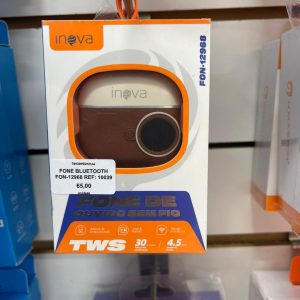 inova
FON-12968
inova
FONE BLUETOOTH
FON-12968 REF: 19039
65,00
FONE DE
OUVIDO SEM FIO
TWS
30
4.5